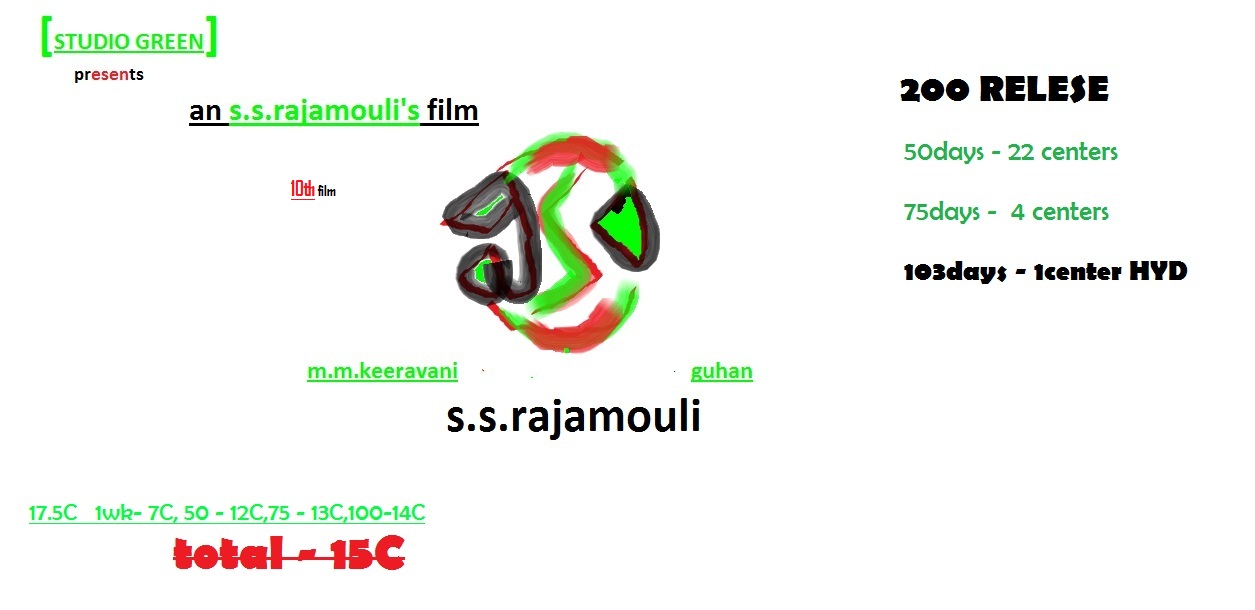 [STUDIO GREEN]
presents
an s.s.rajamouli's film
10th film
m.m.keeravani
guhan
s.s.rajamouli
200 RELESE
50days - 22 centers
75days - 4 centers
103days - 1center HYD
17.5C 1wk- 7C, 50 - 12C,75 - 13C,100-14C
total - 15C